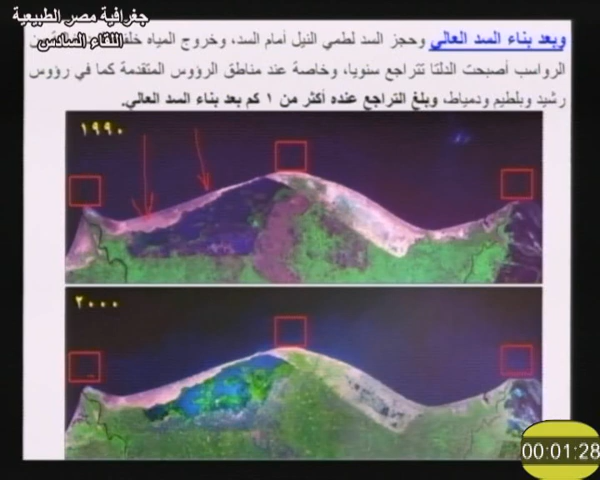 جغرافية مصر الطبيعية
اللقاء السادس
وبعد بناء السد العالي وحجز السد لطمي النيل أمام السد، وخروج المياه خلف
الرواسب أصبحت الدلتا تتراجع سنويا، وخاصة عند مناطق الرؤوس المتقدمة كما في رؤوس
رشيد وبلطيم ودمياط، وبلغ التراجع عنده أكثر من ١ كم بعد بناء السد العالي.
١٩٩٠
٢٠٠٠
00:01:28